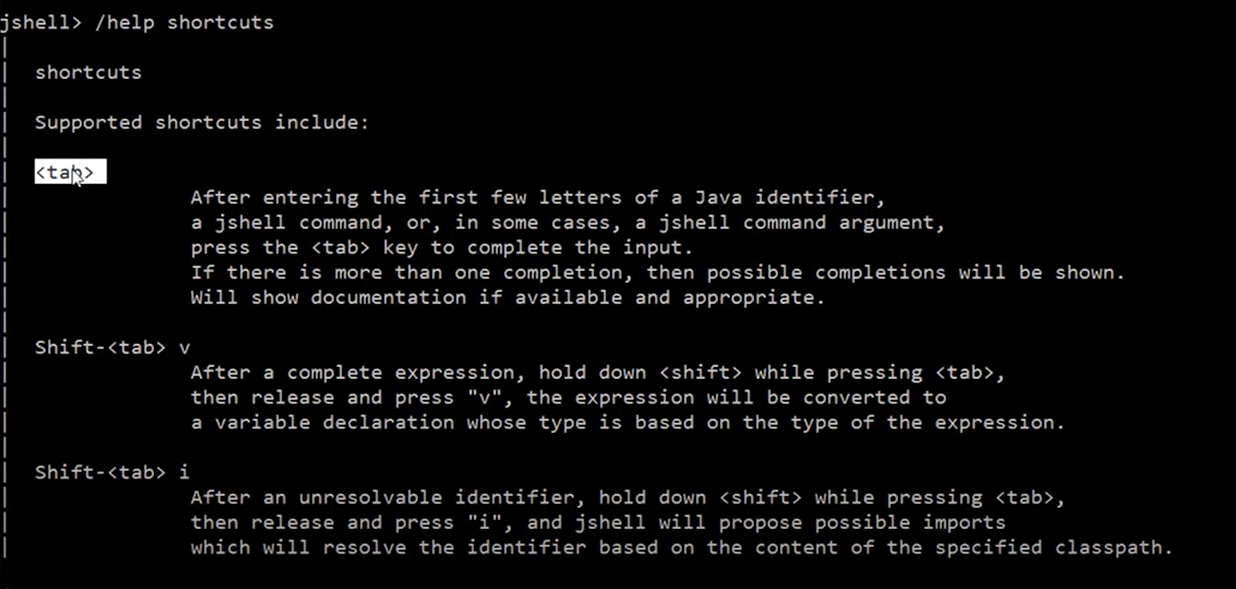 jshell> /help shortcuts
|
|  shortcuts
|
|  Supported shortcuts include:
|
|  <tab>
|               After entering the first few letters of a Java identifier,
|               a jshell command, or, in some cases, a jshell command argument,
|               press the <tab> key to complete the input.
|               If there is more than one completion, then possible completions will be shown.
|               Will show documentation if available and appropriate.
|
|  Shift-<tab> v
|               After a complete expression, hold down <shift> while pressing <tab>,
|               then release and press "v", the expression will be converted to
|               a variable declaration whose type is based on the type of the expression.
|
|  Shift-<tab> i
|               After an unresolvable identifier, hold down <shift> while pressing <tab>,
|               then release and press "i", and jshell will propose possible imports
|               which will resolve the identifier based on the content of the specified classpath.